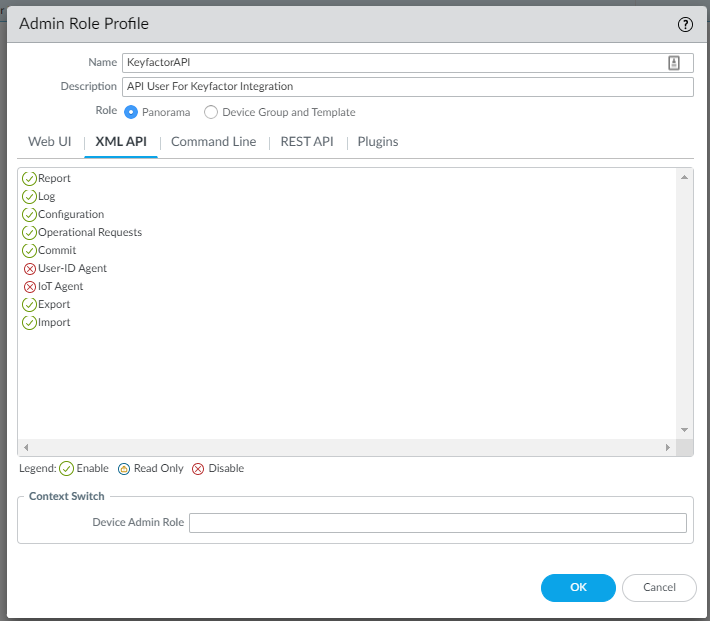 Admin Role Profile
Name KeyfactorAPI
Description API User For Keyfactor Integration
Role Panorama Device Group and Template
Web UI XML API Command Line REST API Plugins
Report
Log
Configuration
Operational Requests
Commit
User-ID Agent
IoT Agent
Export
Import
Legend: Enable Read Only Disable
Context Switch
Device Admin Role
OK Cancel